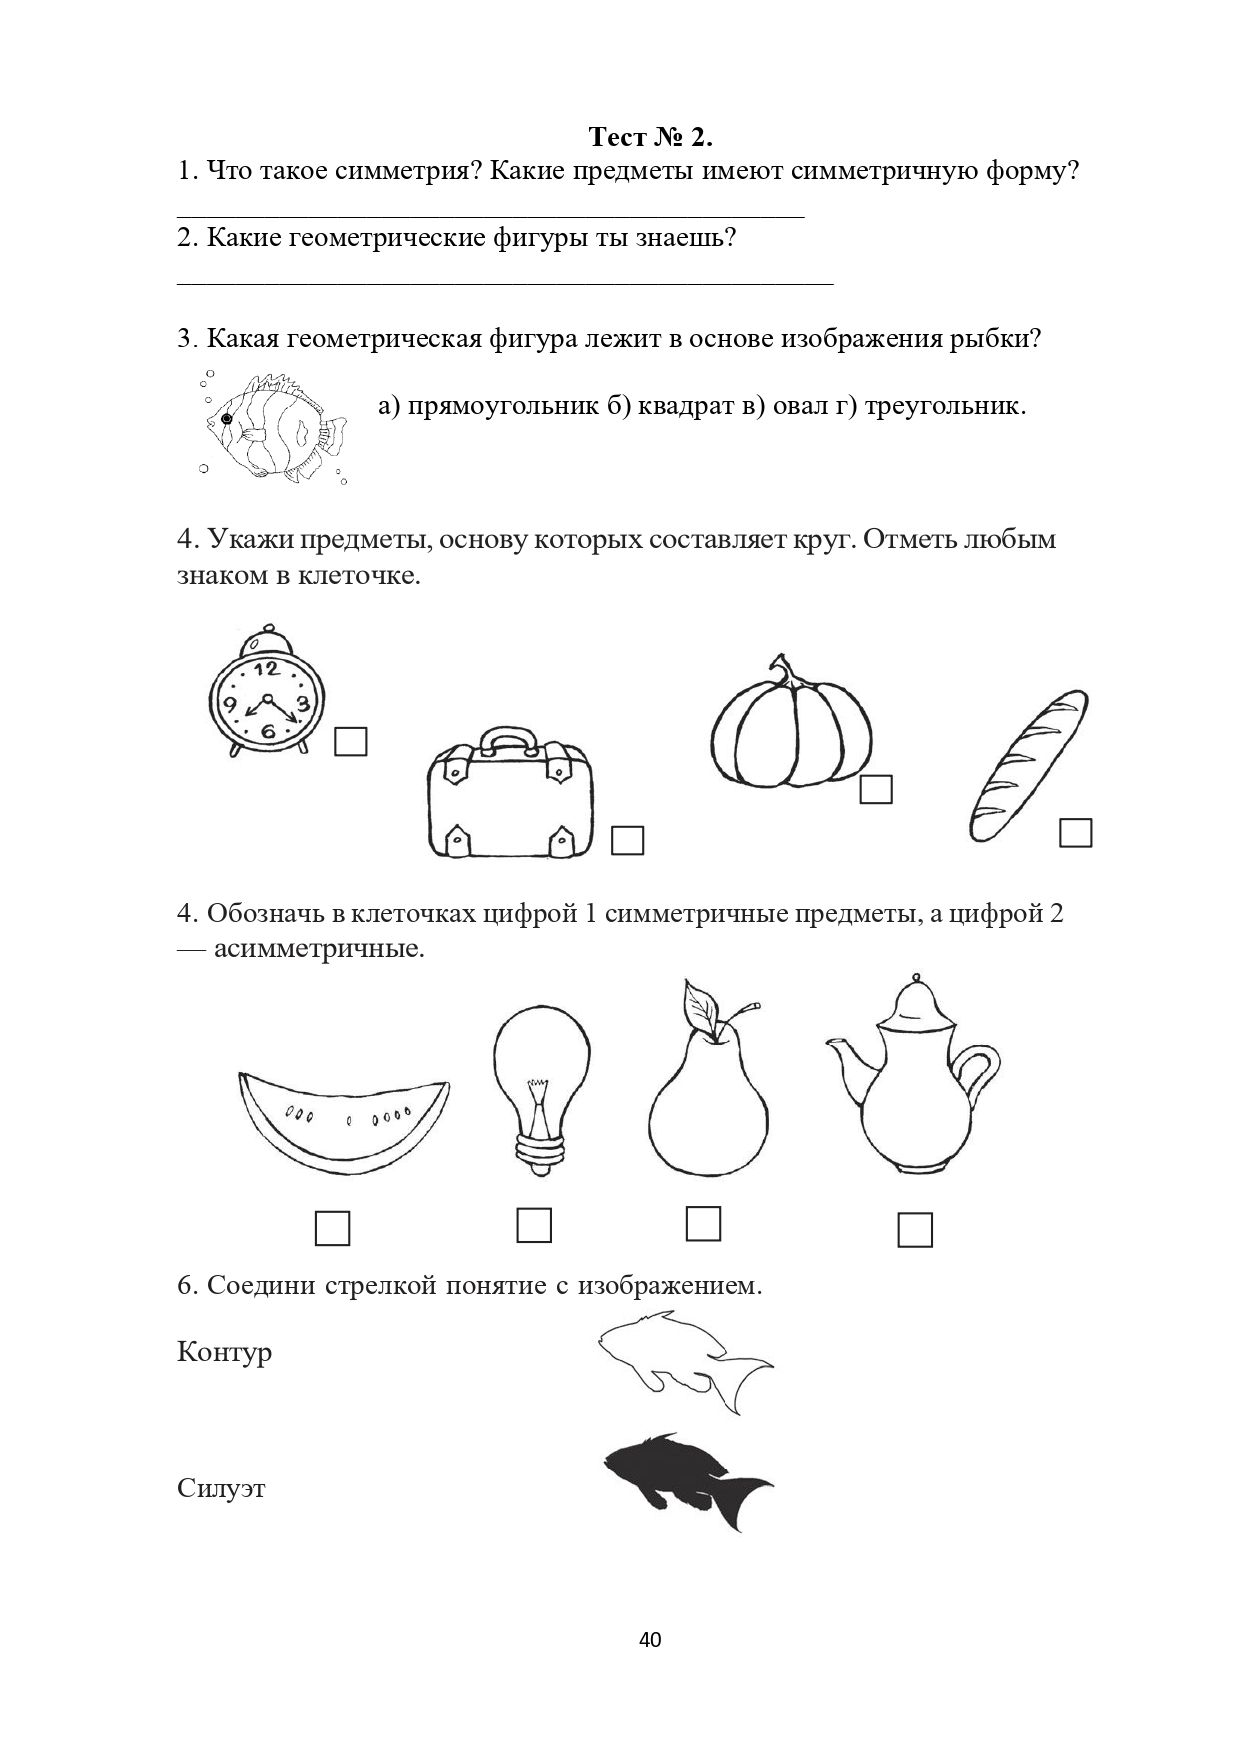 Тест № 2.
1. Что такое симметрия? Какие предметы имеют симметричную форму?
_____________________________________________
2. Какие геометрические фигуры ты знаешь?
_______________________________________________
3. Какая геометрическая фигура лежит в основе изображения рыбки?
а) прямоугольник б) квадрат в) овал г) треугольник.
4. Укажи предметы, основу которых составляет круг. Отметь любым
знаком в клеточке.
12
9 3
6
4. Обозначь в клеточках цифрой 1 симметричные предметы, а цифрой 2
— асимметричные.
6. Соедини стрелкой понятие с изображением.
Контур
Силуэт
40